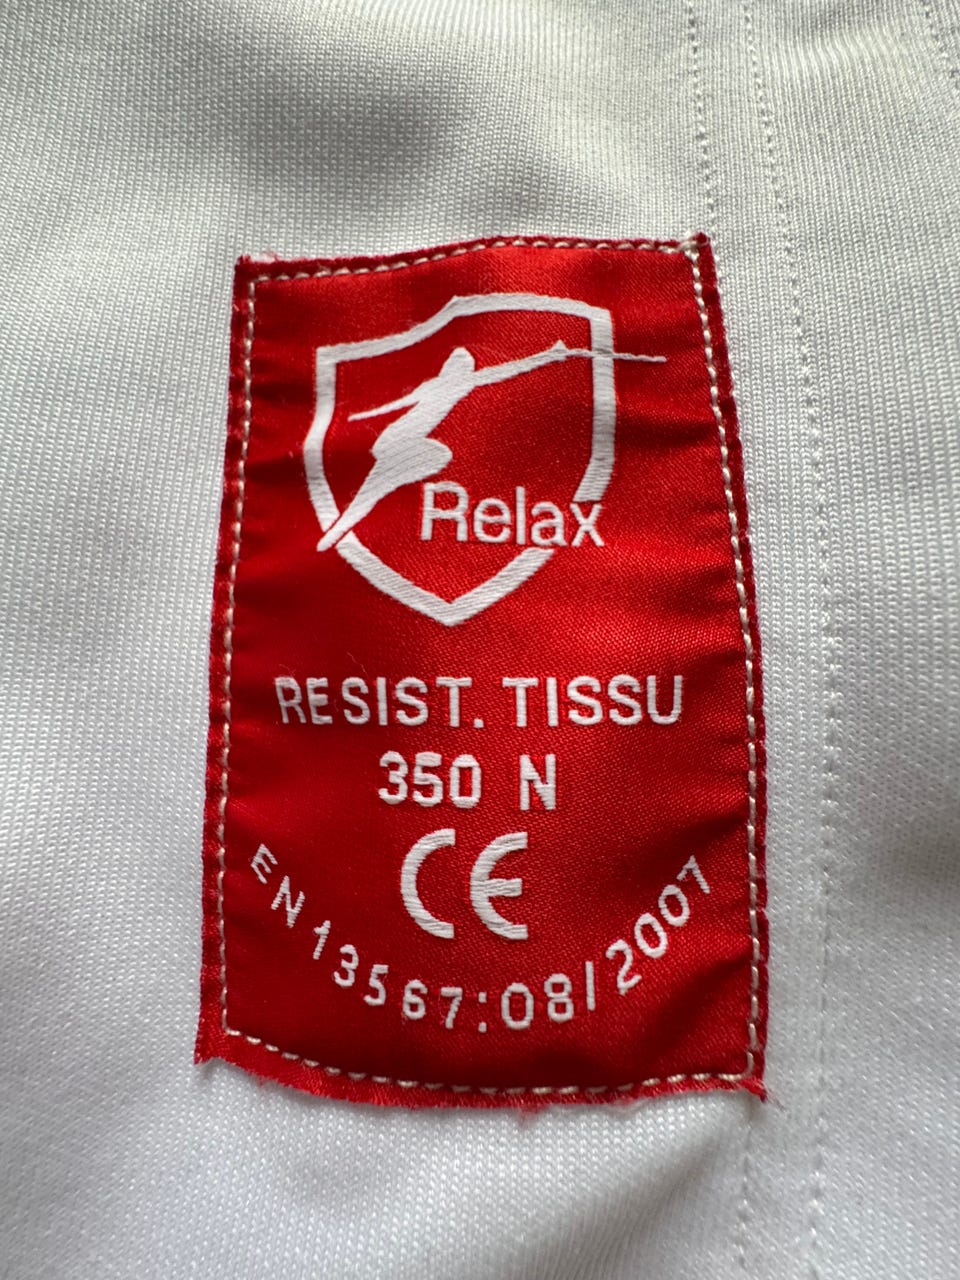 Relax
RESIST. TISSU
350 N
CE
EN 13567:08/2007